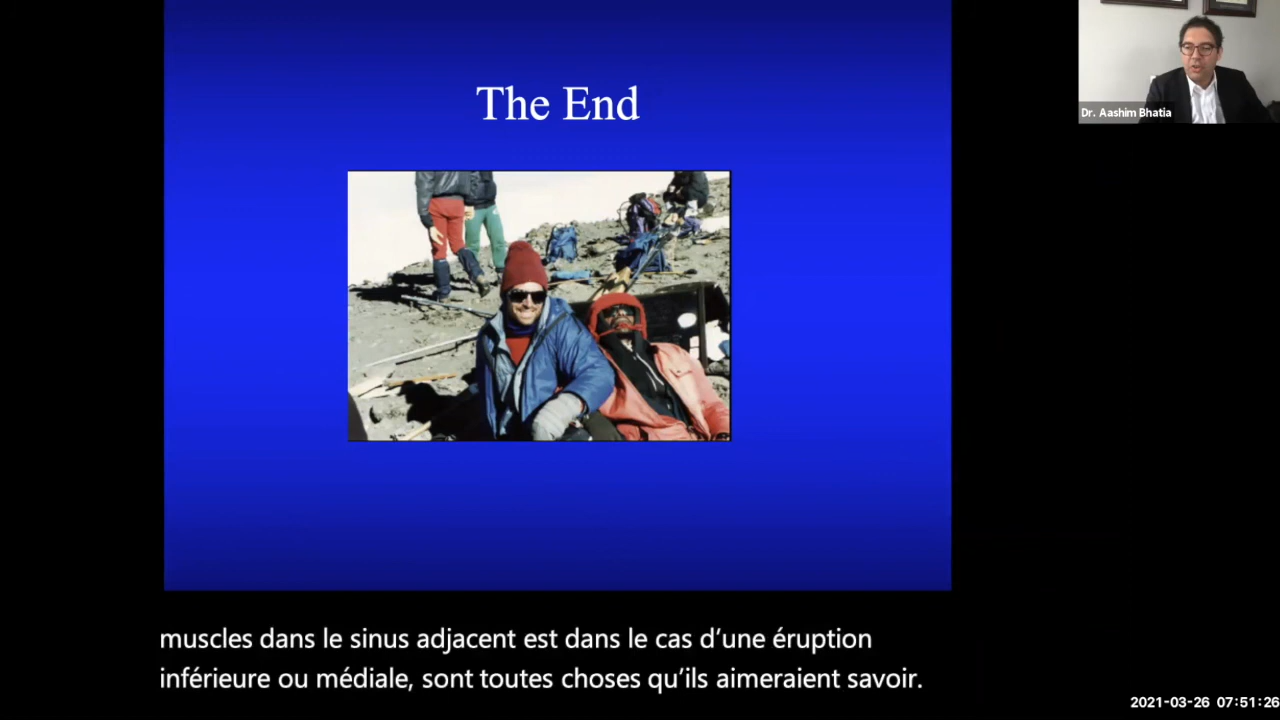 The End
Dr. Aashim Bhatia
muscles dans le sinus adjacent est dans le cas d’une éruption
inférieure ou médiale, sont toutes choses qu’ils aimeraient savoir.
2021-03-26 07:51:26